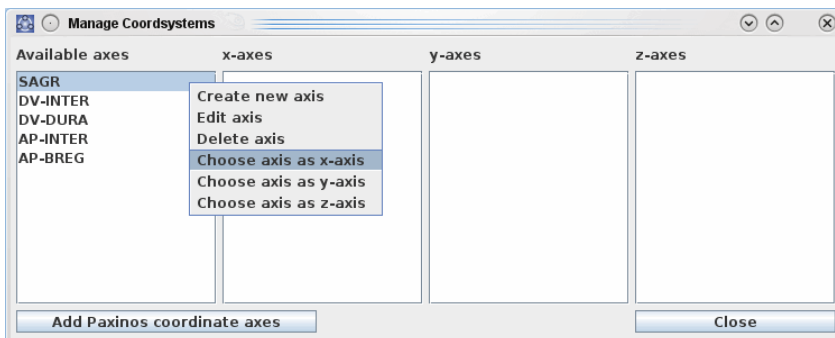 Manage Coordsystems
Available axes x-axes y-axes z-axes
SAGR
DV-INTER
DV-DURA
AP-INTER
AP-BREG
Create new axis
Edit axis
Delete axis
Choose axis as x-axis
Choose axis as y-axis
Choose axis as z-axis
Add Paxinos coordinate axes Close